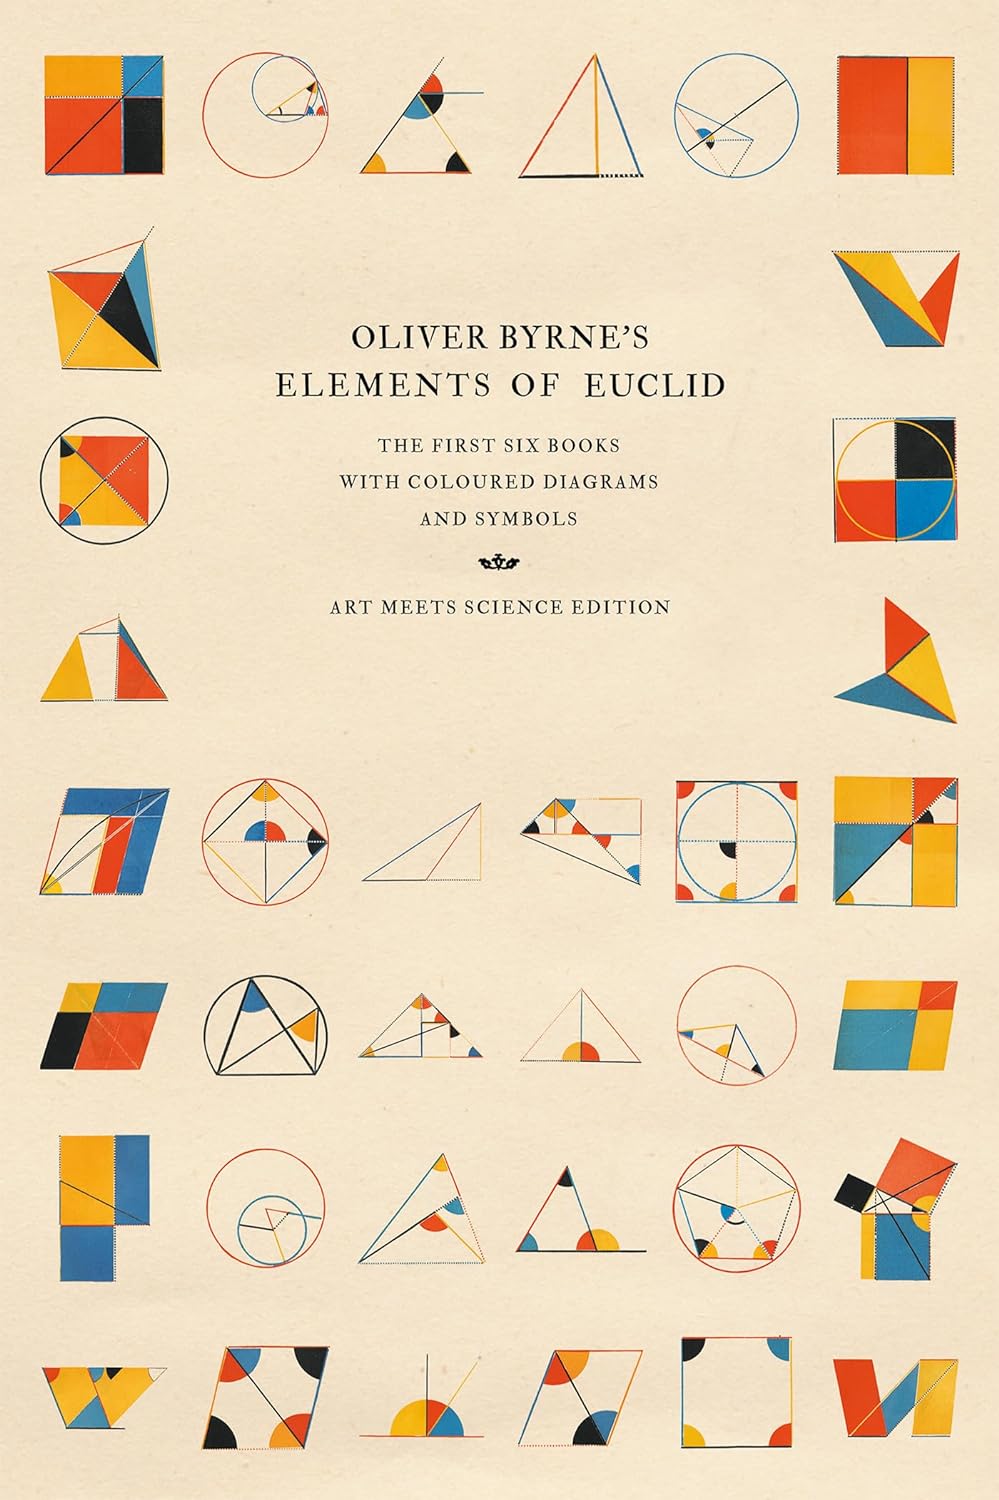 OLIVER BYRNE'S
ELEMENTS OF EUCLID
THE FIRST SIX BOOKS
WITH COLOURED DIAGRAMS
AND SYMBOLS
ART MEETS SCIENCE EDITION